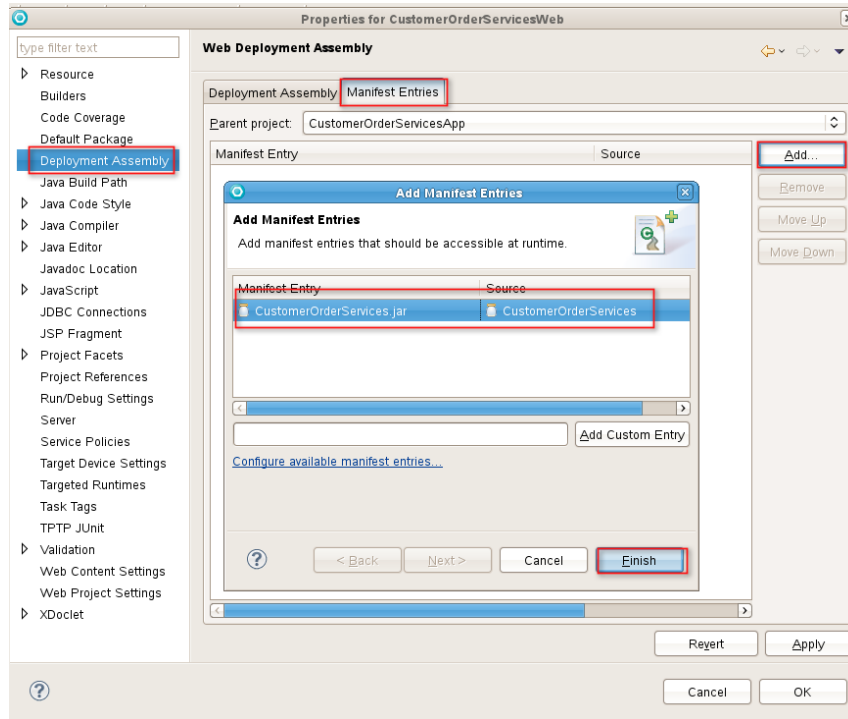 Properties for CustomerOrderServicesWeb
type filter text
Resource
Builders
Code Coverage
Default Package
Deployment Assembly
Java Build Path
Java Code Style
Java Compiler
Java Editor
Javadoc Location
JavaScript
JDBC Connections
JSP Fragment
Project Facets
Project References
Run/Debug Settings
Server
Service Policies
Target Device Settings
Targeted Runtimes
Task Tags
TPTP JUnit
Validation
Web Content Settings
Web Project Settings
XDoclet
Web Deployment Assembly
Deployment Assembly Manifest Entries
Parent project: CustomerOrderServicesApp
Manifest Entry Source
Add...
Remove
Move Up
Move Down
Add Manifest Entries
Add Manifest Entries
Add manifest entries that should be accessible at runtime.
Manifest Entry Source
CustomerOrderServices.jar CustomerOrderServices
Add Custom Entry
Configure available manifest entries...
? < Back Next > Cancel Finish
Revert Apply
? Cancel OK